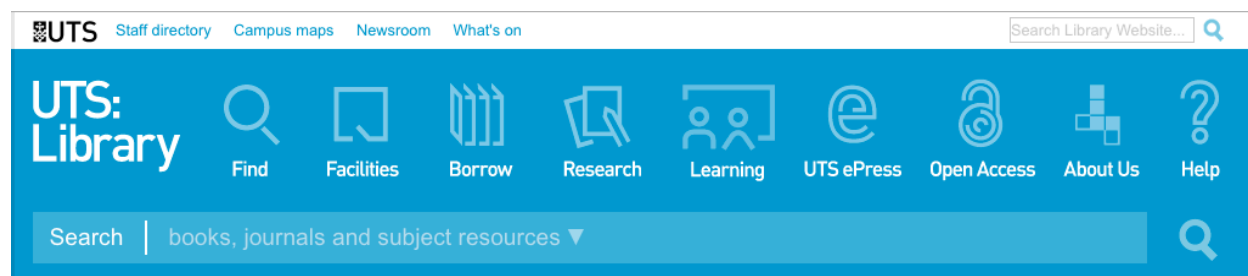 UTS Staff directory Campus maps Newsroom What's on Search Library Website...
UTS:
Library
Find Facilities Borrow Research Learning UTS ePress Open Access About Us Help
Search books, journals and subject resources ▼